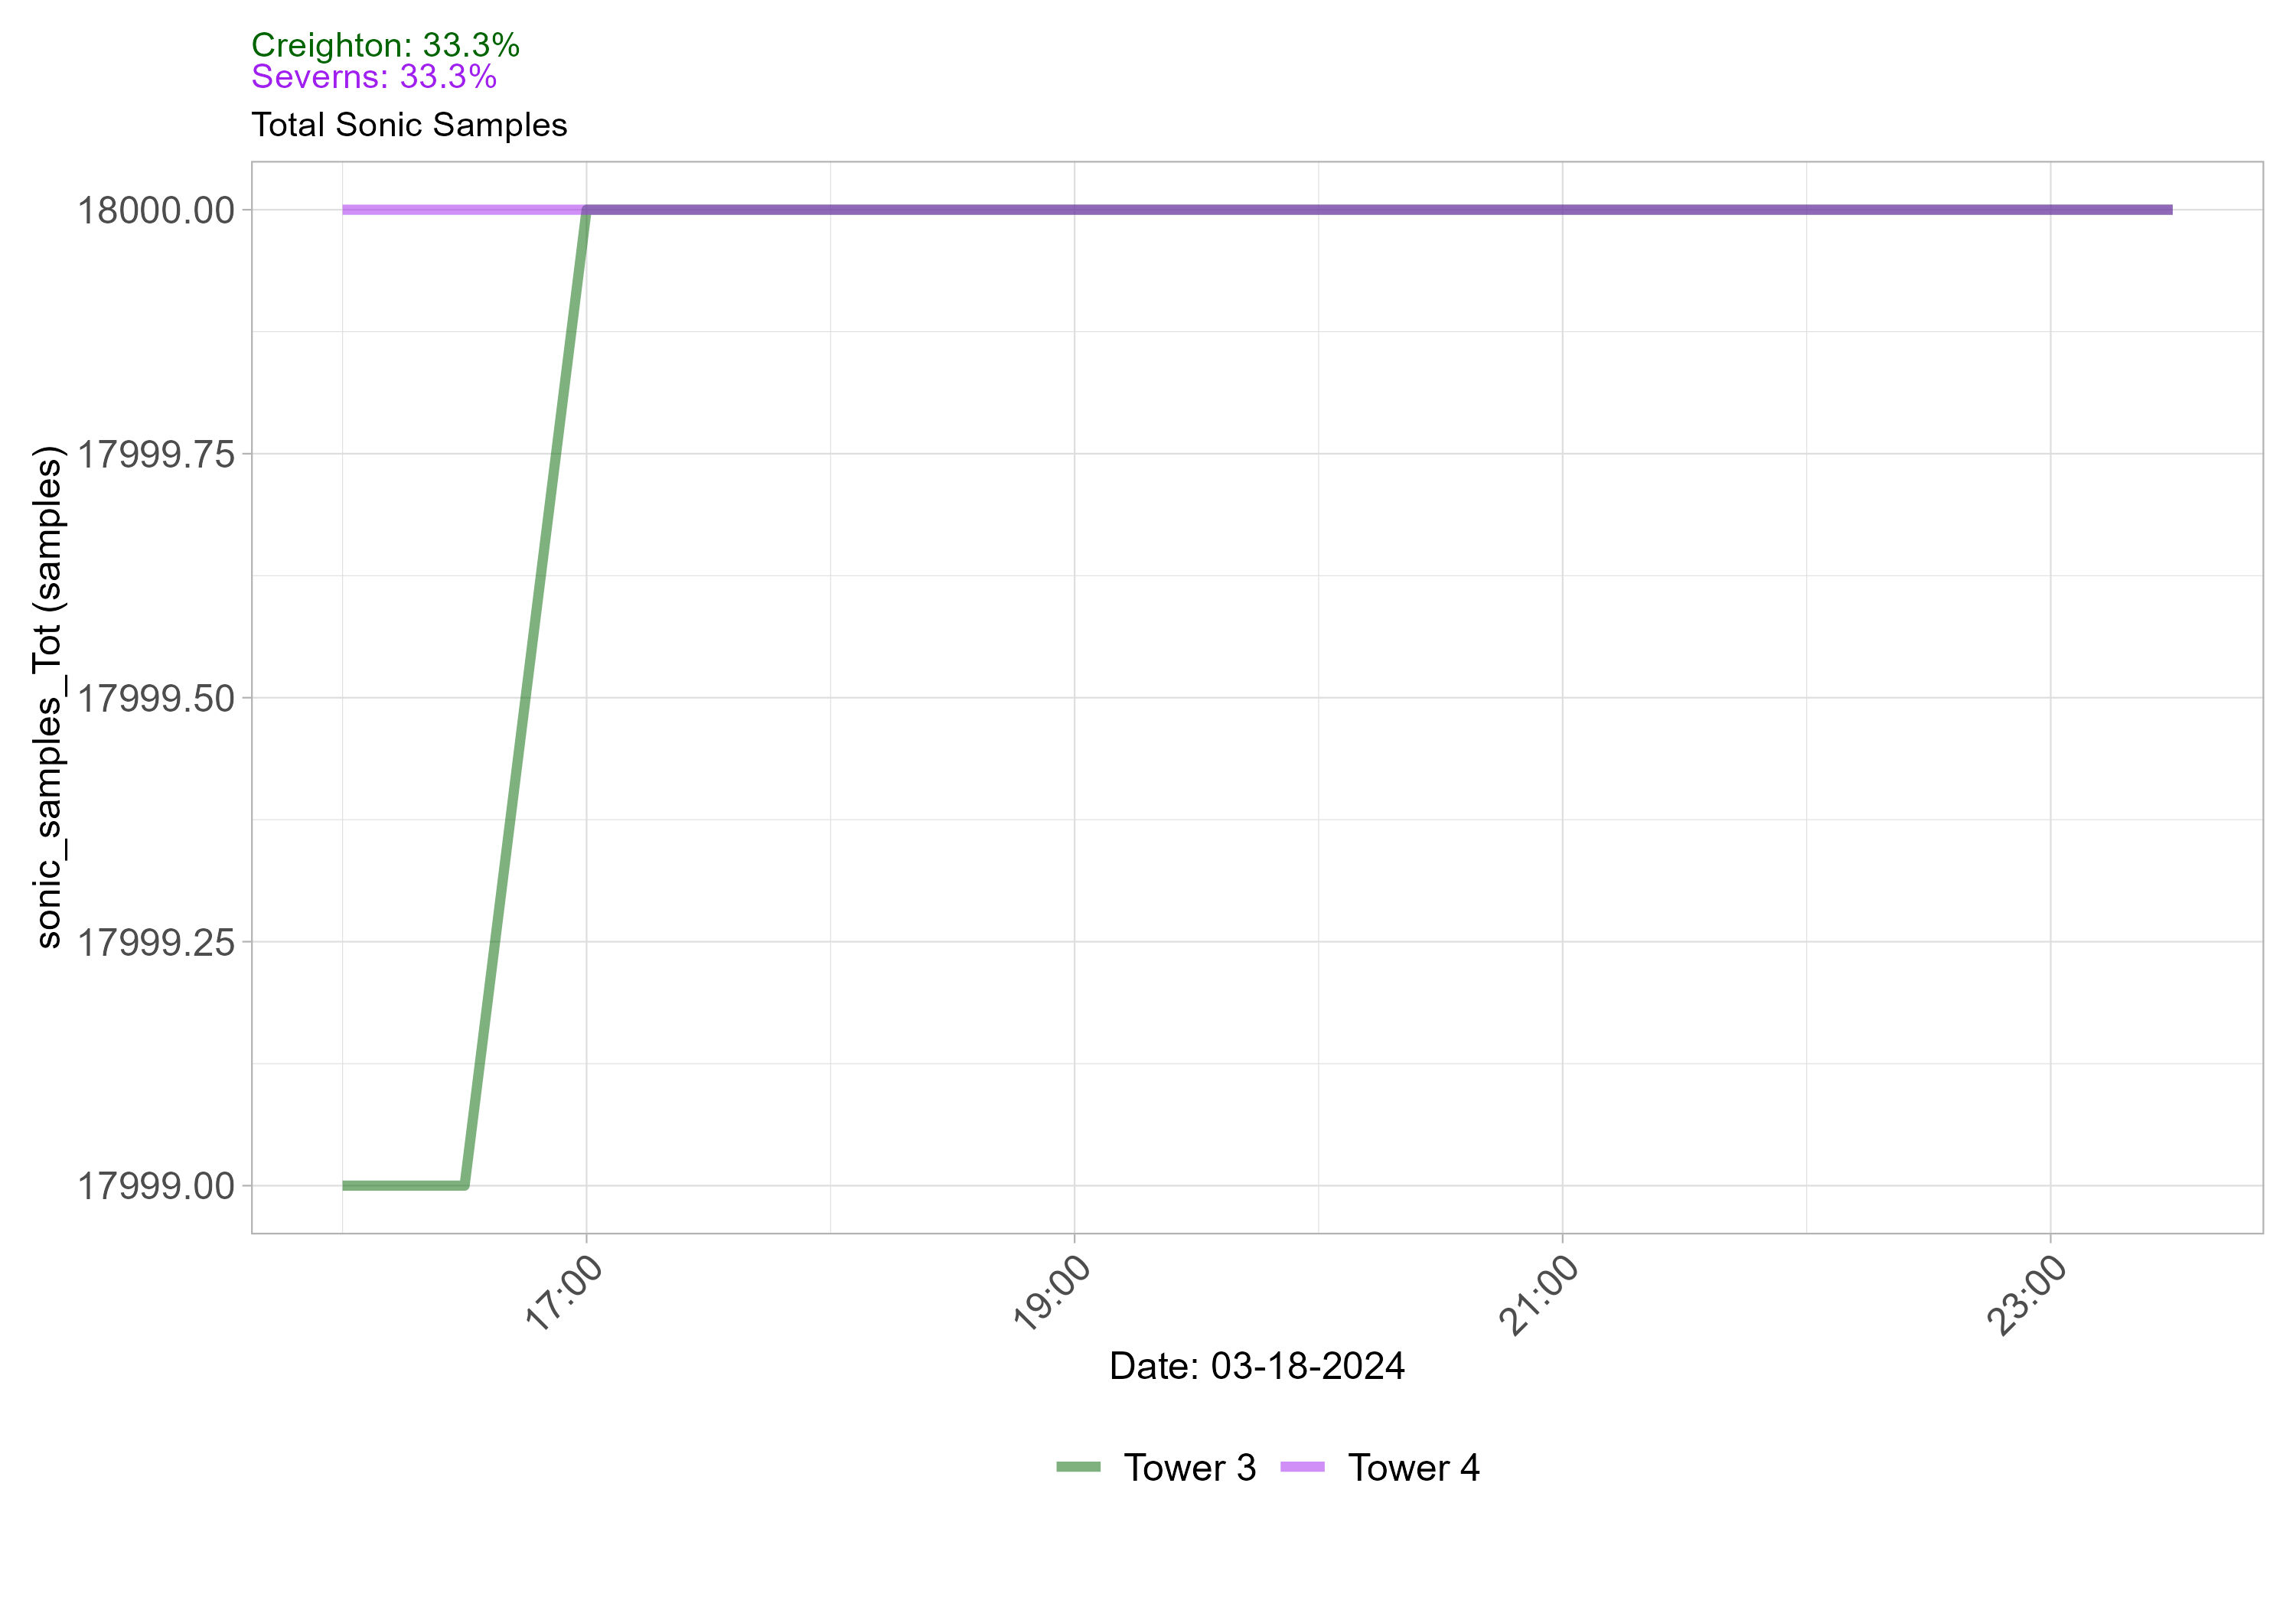 Creighton: 33.3%
Severns: 33.3%
Total Sonic Samples
sonic_samples_Tot (samples)
18000.00
17999.75
17999.50
17999.25
17999.00
17:00
19:00
21:00
23:00
Date: 03-18-2024
Tower 3
Tower 4